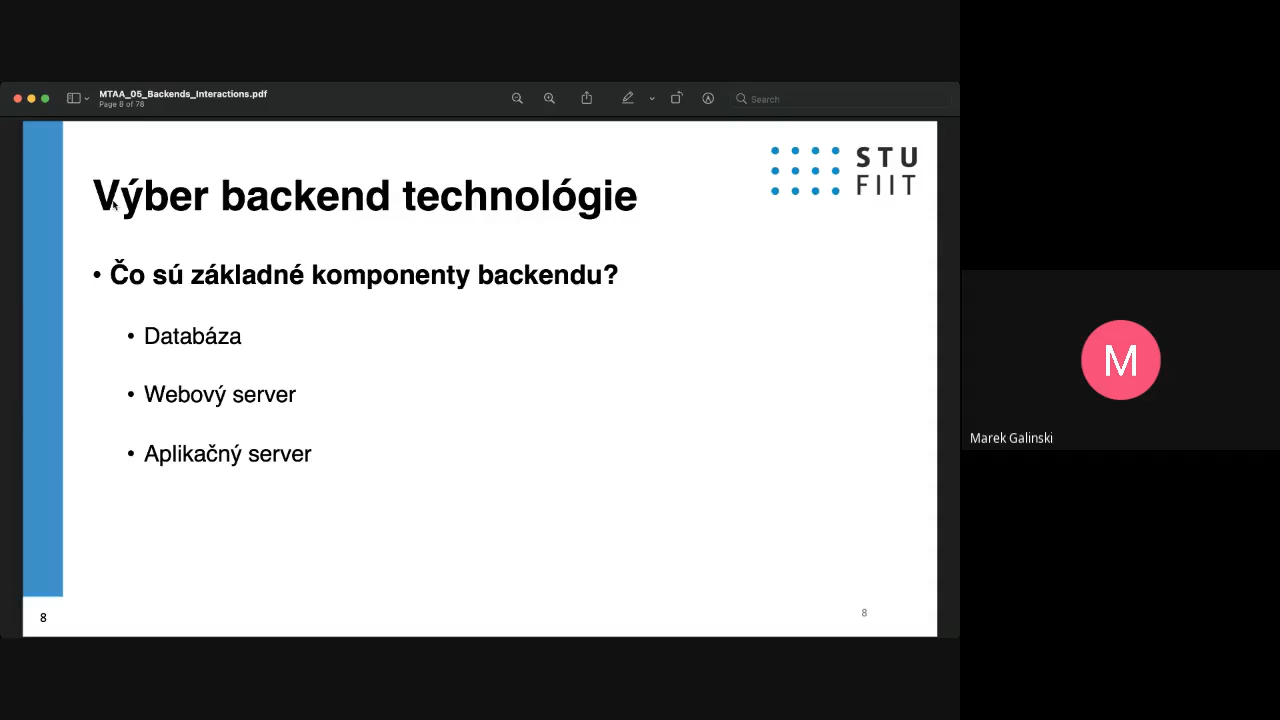 MTAA_05_Backends_Interactions.pdf
Page 8 of 78
Search
STU
FIIT
Výber backend technológie
• Čo sú základné komponenty backendu?
• Databáza
• Webový server
• Aplikačný server
8
8
M
Marek Galinski